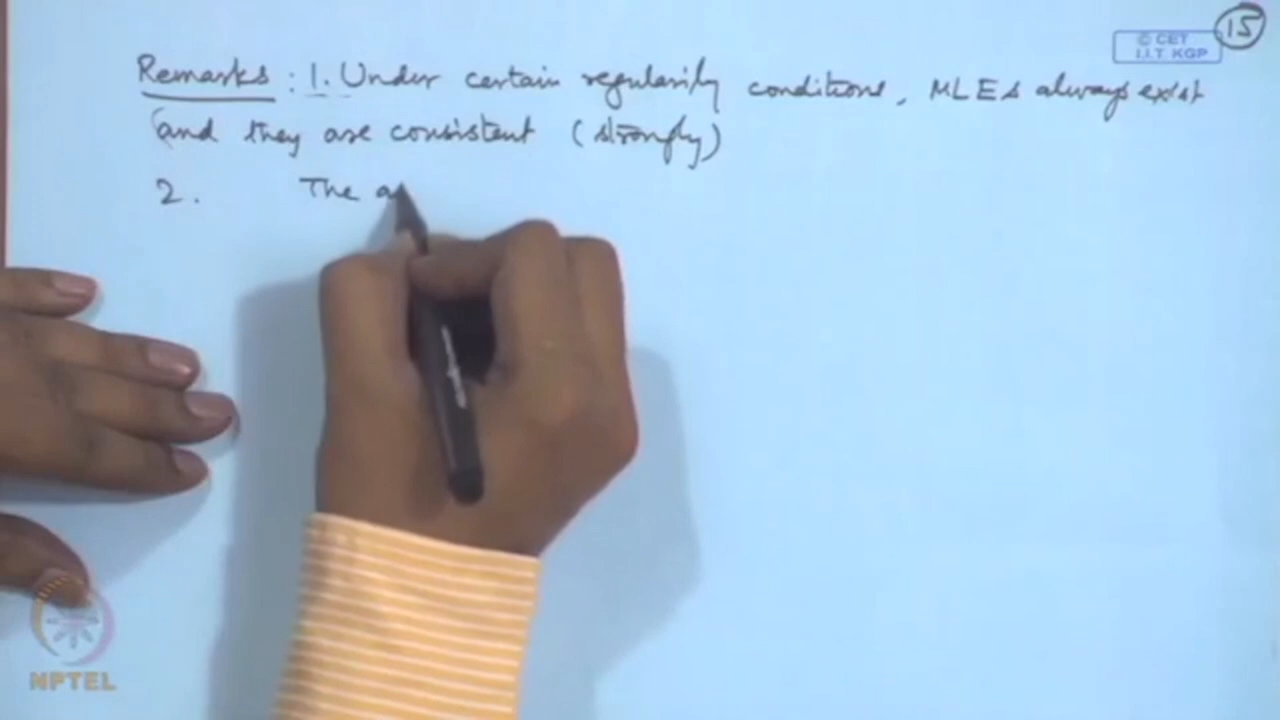 15
© CET
I.I.T. KGP
Remarks : 1. Under certain regularity conditions, MLEs always exist
(and they are consistent (strongly)
2. The a
NPTEL